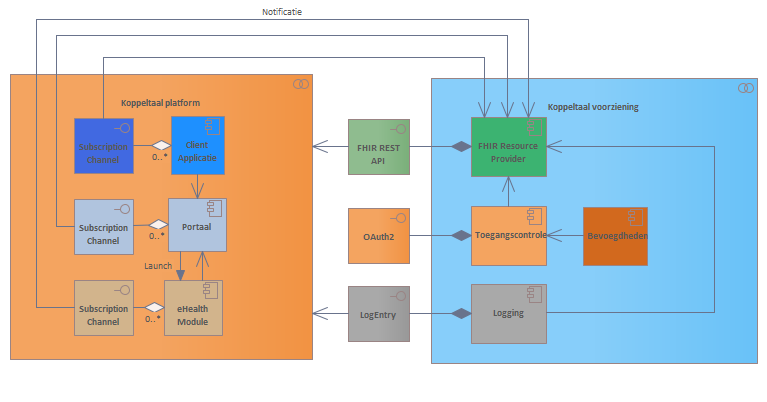 Notificatie
Koppeltaal platform
Koppeltaal voorziening
Subscription
Channel
0..*
Client
Applicatie
FHIR REST
API
FHIR Resource
Provider
Subscription
Channel
0..*
Portaal
OAuth2
Toegangscontrole
Bevoegdheden
Launch
Subscription
Channel
0..*
eHealth
Module
LogEntry
Logging